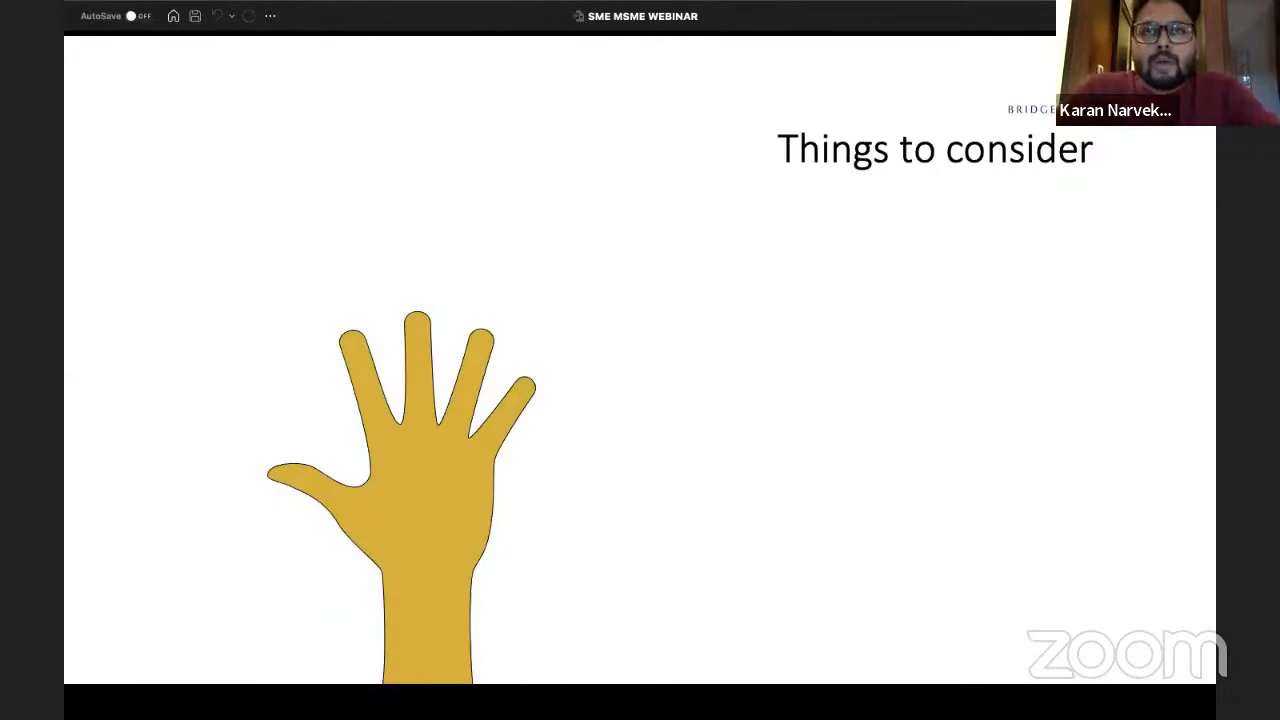 AutoSave OFF
SME MSME WEBINAR
BRIDGE
Karan Narvek...
Things to consider
zoom